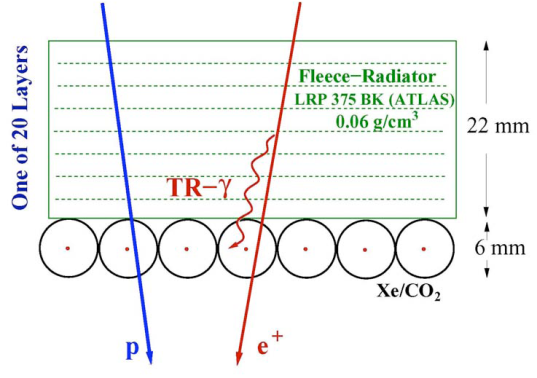 One of 20 Layers
Fleece−Radiator
LRP 375 BK (ATLAS)
0.06 g/cm³
22 mm
TR−γ
6 mm
Xe/CO₂
p
e⁺